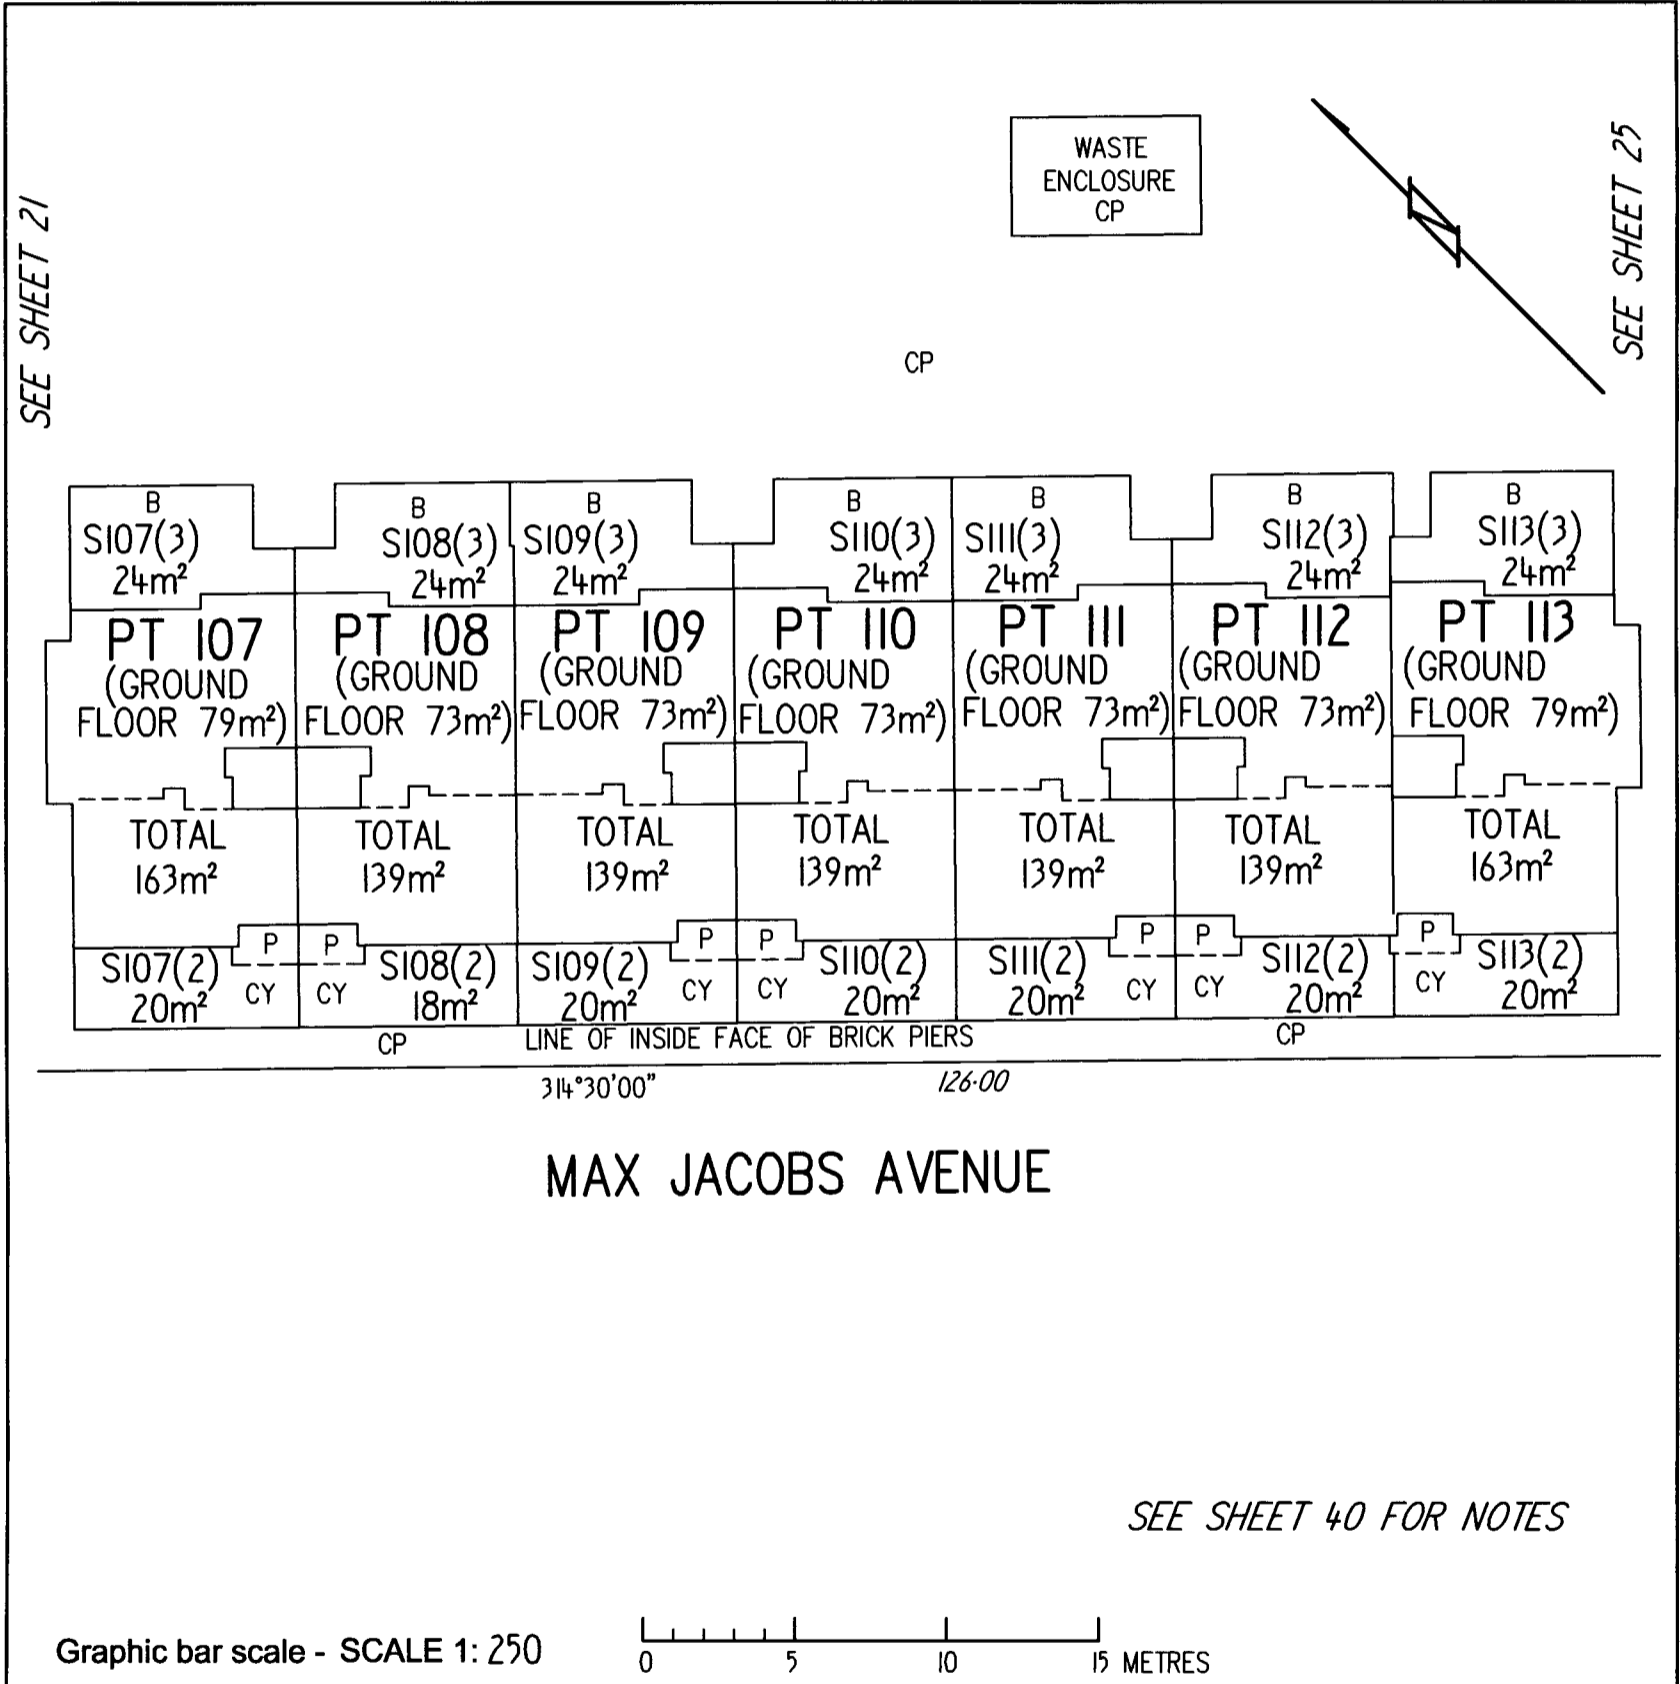 SEE SHEET 21
WASTE
ENCLOSURE
CP
SEE SHEET 25
CP
B
S107(3)
24m²
B
S108(3)
24m²
B
S109(3)
24m²
B
S110(3)
24m²
B
S111(3)
24m²
B
S112(3)
24m²
B
S113(3)
24m²
PT 107
(GROUND
FLOOR 79m²)
PT 108
(GROUND
FLOOR 73m²)
PT 109
(GROUND
FLOOR 73m²)
PT 110
(GROUND
FLOOR 73m²)
PT 111
(GROUND
FLOOR 73m²)
PT 112
(GROUND
FLOOR 73m²)
PT 113
(GROUND
FLOOR 79m²)
TOTAL
163m²
TOTAL
139m²
TOTAL
139m²
TOTAL
139m²
TOTAL
139m²
TOTAL
139m²
TOTAL
163m²
S107(2)
20m²
P
CY
P
CY
S108(2)
18m²
S109(2)
20m²
P
CY
P
CY
S110(2)
20m²
S111(2)
20m²
P
CY
P
CY
S112(2)
20m²
P
CY
S113(2)
20m²
CP
LINE OF INSIDE FACE OF BRICK PIERS
CP
314°30'00"
126·00
MAX JACOBS AVENUE
SEE SHEET 40 FOR NOTES
Graphic bar scale - SCALE 1: 250
0 5 10 15 METRES